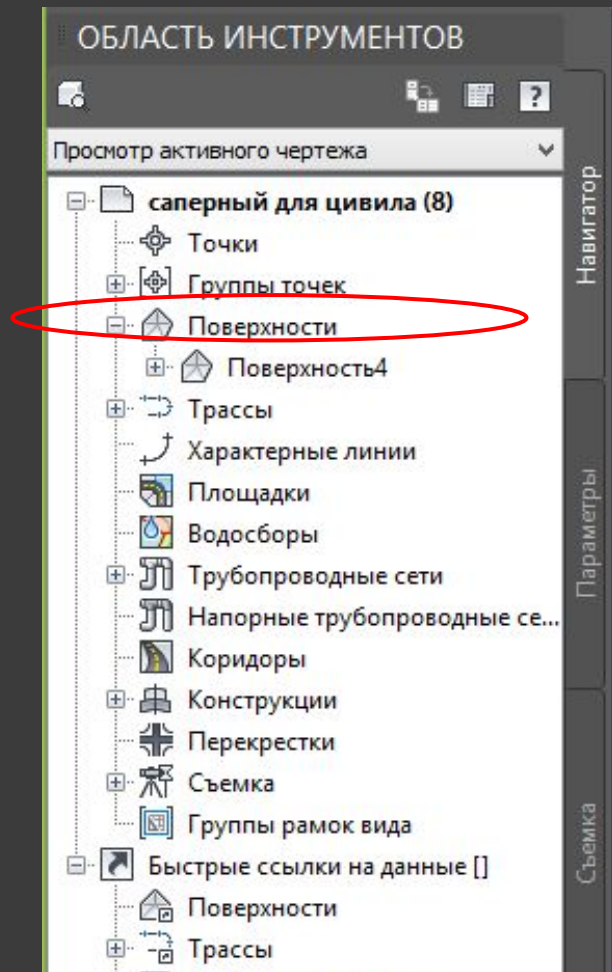 ОБЛАСТЬ ИНСТРУМЕНТОВ
?
Просмотр активного чертежа
саперный для цивила (8)
Точки
Группы точек
Поверхности
Поверхность4
Трассы
Характерные линии
Площадки
Водосборы
Трубопроводные сети
Напорные трубопроводные се...
Коридоры
Конструкции
Перекрестки
Съемка
Группы рамок вида
Быстрые ссылки на данные []
Поверхности
Трассы
Навигатор
Параметры
Съемка